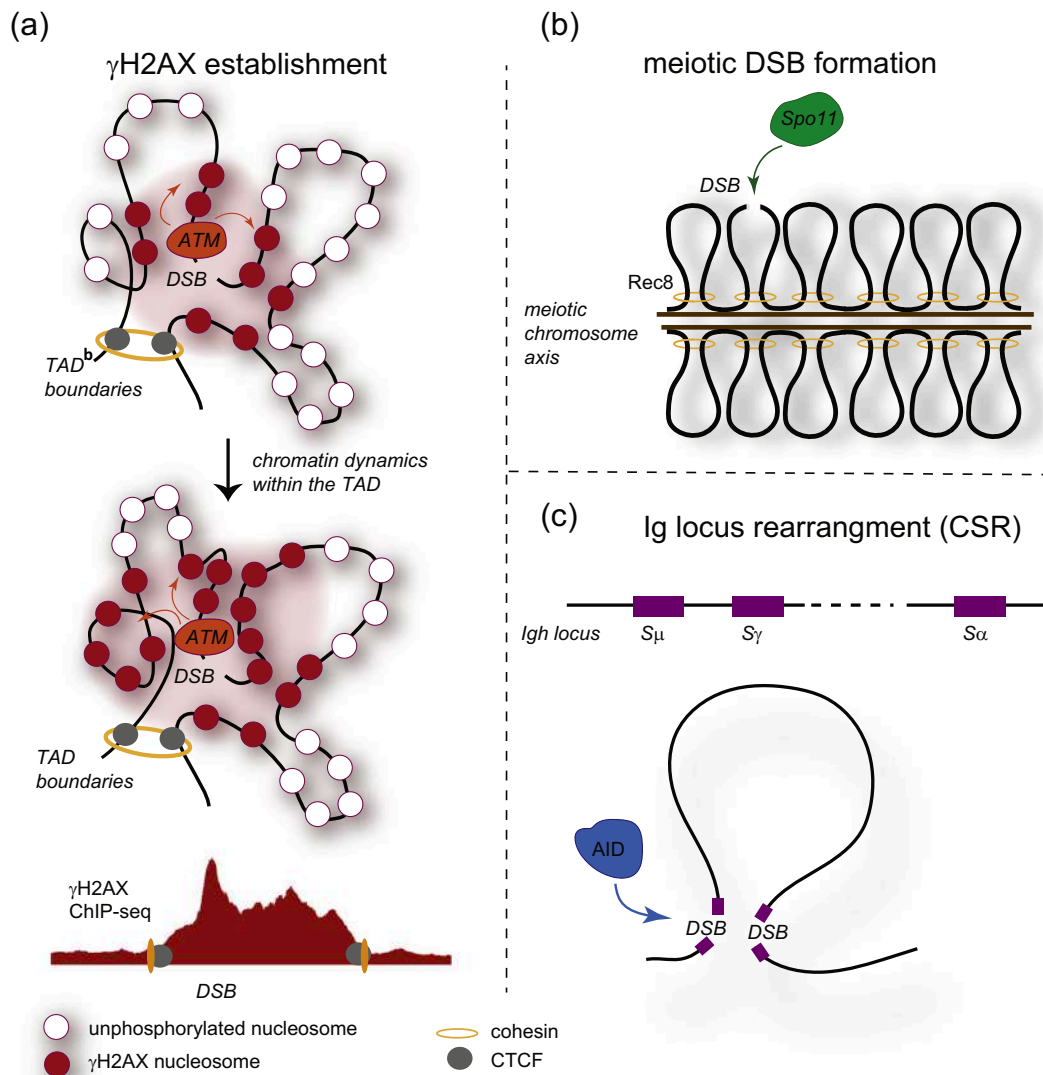 (a)
γH2AX establishment
ATM
DSB
TADb
boundaries
chromatin dynamics
within the TAD
ATM
DSB
TAD
boundaries
γH2AX
ChIP-seq
DSB
unphosphorylated nucleosome
γH2AX nucleosome
cohesin
CTCF
(b)
meiotic DSB formation
Spo11
DSB
Rec8
meiotic
chromosome
axis
(c)
Ig locus rearrangment (CSR)
Igh locus
Sμ
Sγ
Sα
AID
DSB
DSB